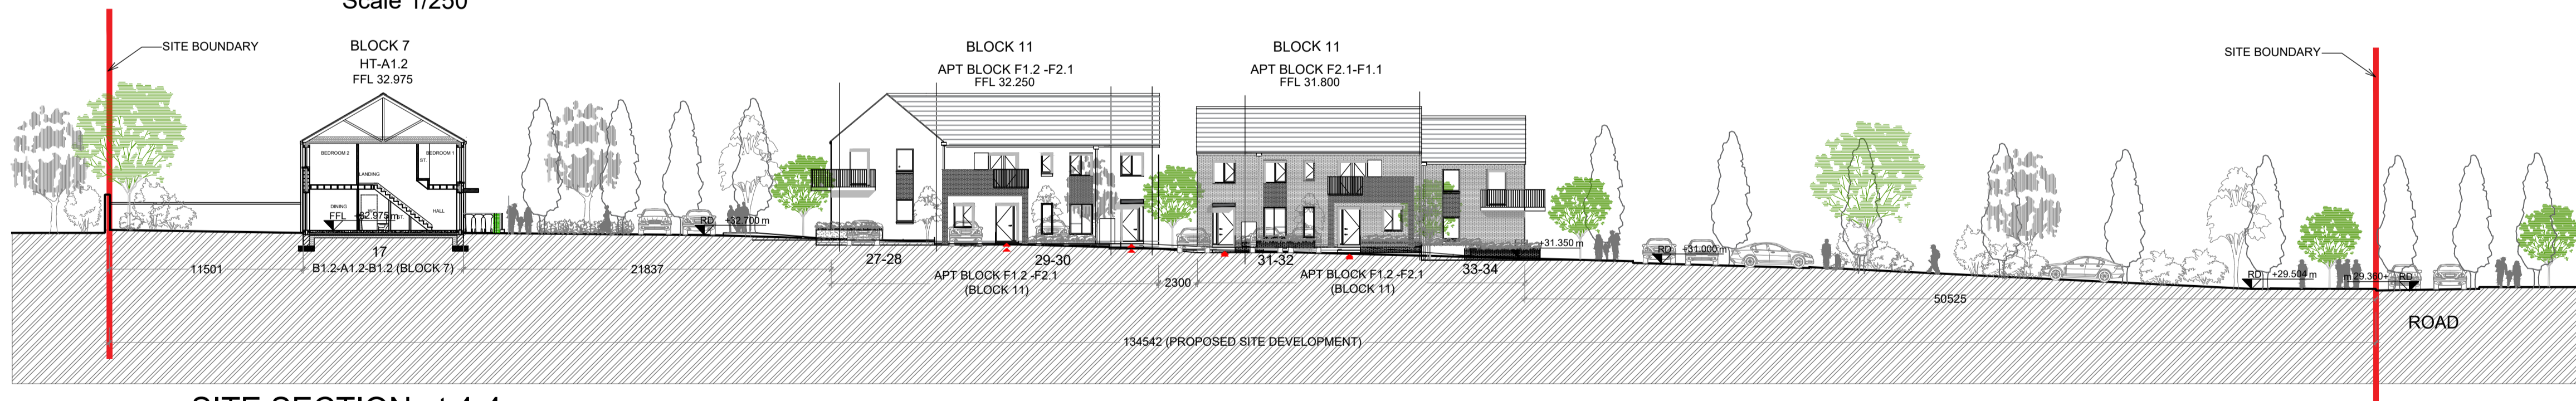 Scale 1/250
SITE BOUNDARY
BLOCK 7
HT-A1.2
FFL 32.975
BLOCK 11
APT BLOCK F1.2 -F2.1
FFL 32.250
BLOCK 11
APT BLOCK F2.1-F1.1
FFL 31.800
SITE BOUNDARY
BEDROOM 2
ST.
BEDROOM 1
LANDING
DINING
HALL
FFL +32.975 m
RD +32.700 m
+31.350 m
RD +31.000 m
RD +29.504 m
m 29.360+ RD
17
27-28
29-30
31-32
33-34
11501
B1.2-A1.2-B1.2 (BLOCK 7)
21837
APT BLOCK F1.2 -F2.1
(BLOCK 11)
2300
APT BLOCK F1.2 -F2.1
(BLOCK 11)
50525
ROAD
134542 (PROPOSED SITE DEVELOPMENT)